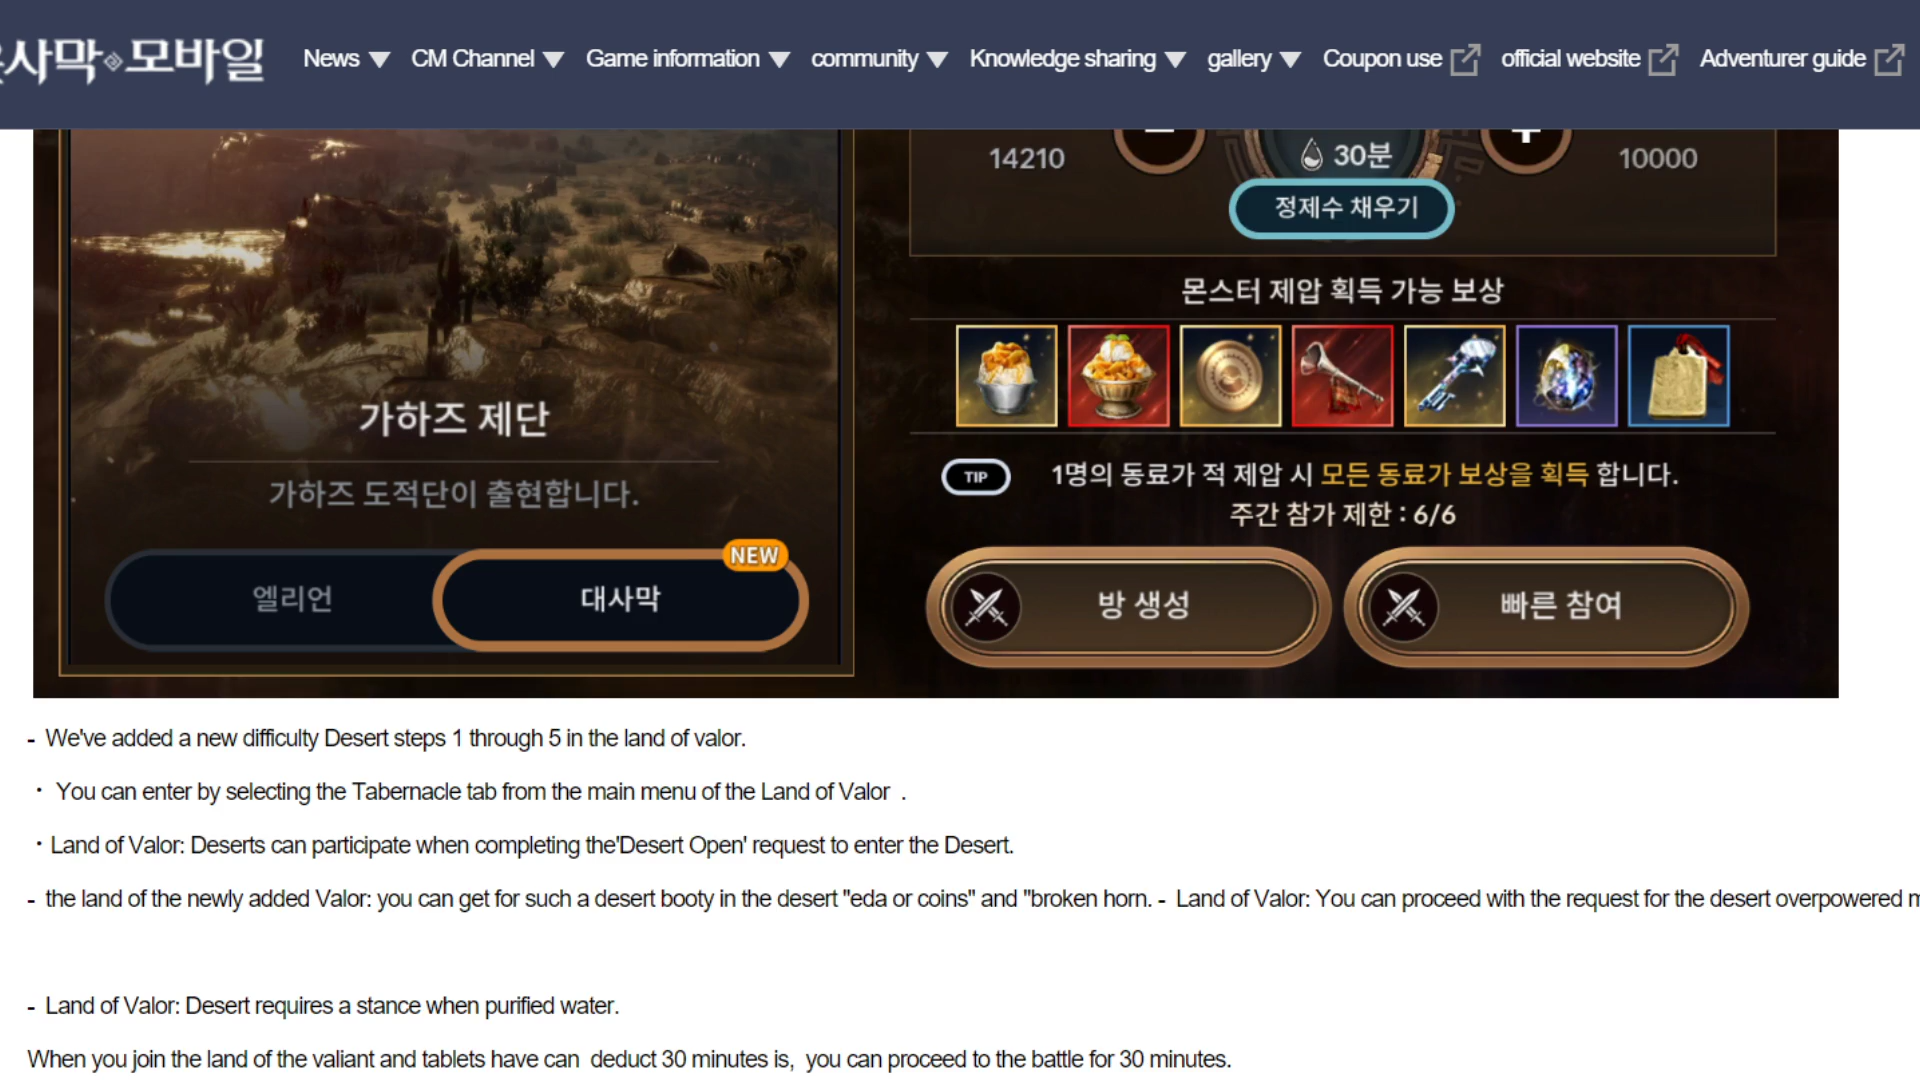 사막 모바일
News ▼ CM Channel ▼ Game information ▼ community ▼ Knowledge sharing ▼ gallery ▼ Coupon use official website Adventurer guide
14210
30분
10000
정제수 채우기
몬스터 제압 획득 가능 보상
가하즈 제단
가하즈 도적단이 출현합니다.
TIP 1명의 동료가 적 제압 시 모든 동료가 보상을 획득 합니다.
주간 참가 제한 : 6/6
NEW
엘리언
대사막
방 생성
빠른 참여
- We've added a new difficulty Desert steps 1 through 5 in the land of valor.
· You can enter by selecting the Tabernacle tab from the main menu of the Land of Valor .
· Land of Valor: Deserts can participate when completing the'Desert Open' request to enter the Desert.
- the land of the newly added Valor: you can get for such a desert booty in the desert "eda or coins" and "broken horn. - Land of Valor: You can proceed with the request for the desert overpowered
- Land of Valor: Desert requires a stance when purified water.
When you join the land of the valiant and tablets have can deduct 30 minutes is, you can proceed to the battle for 30 minutes.